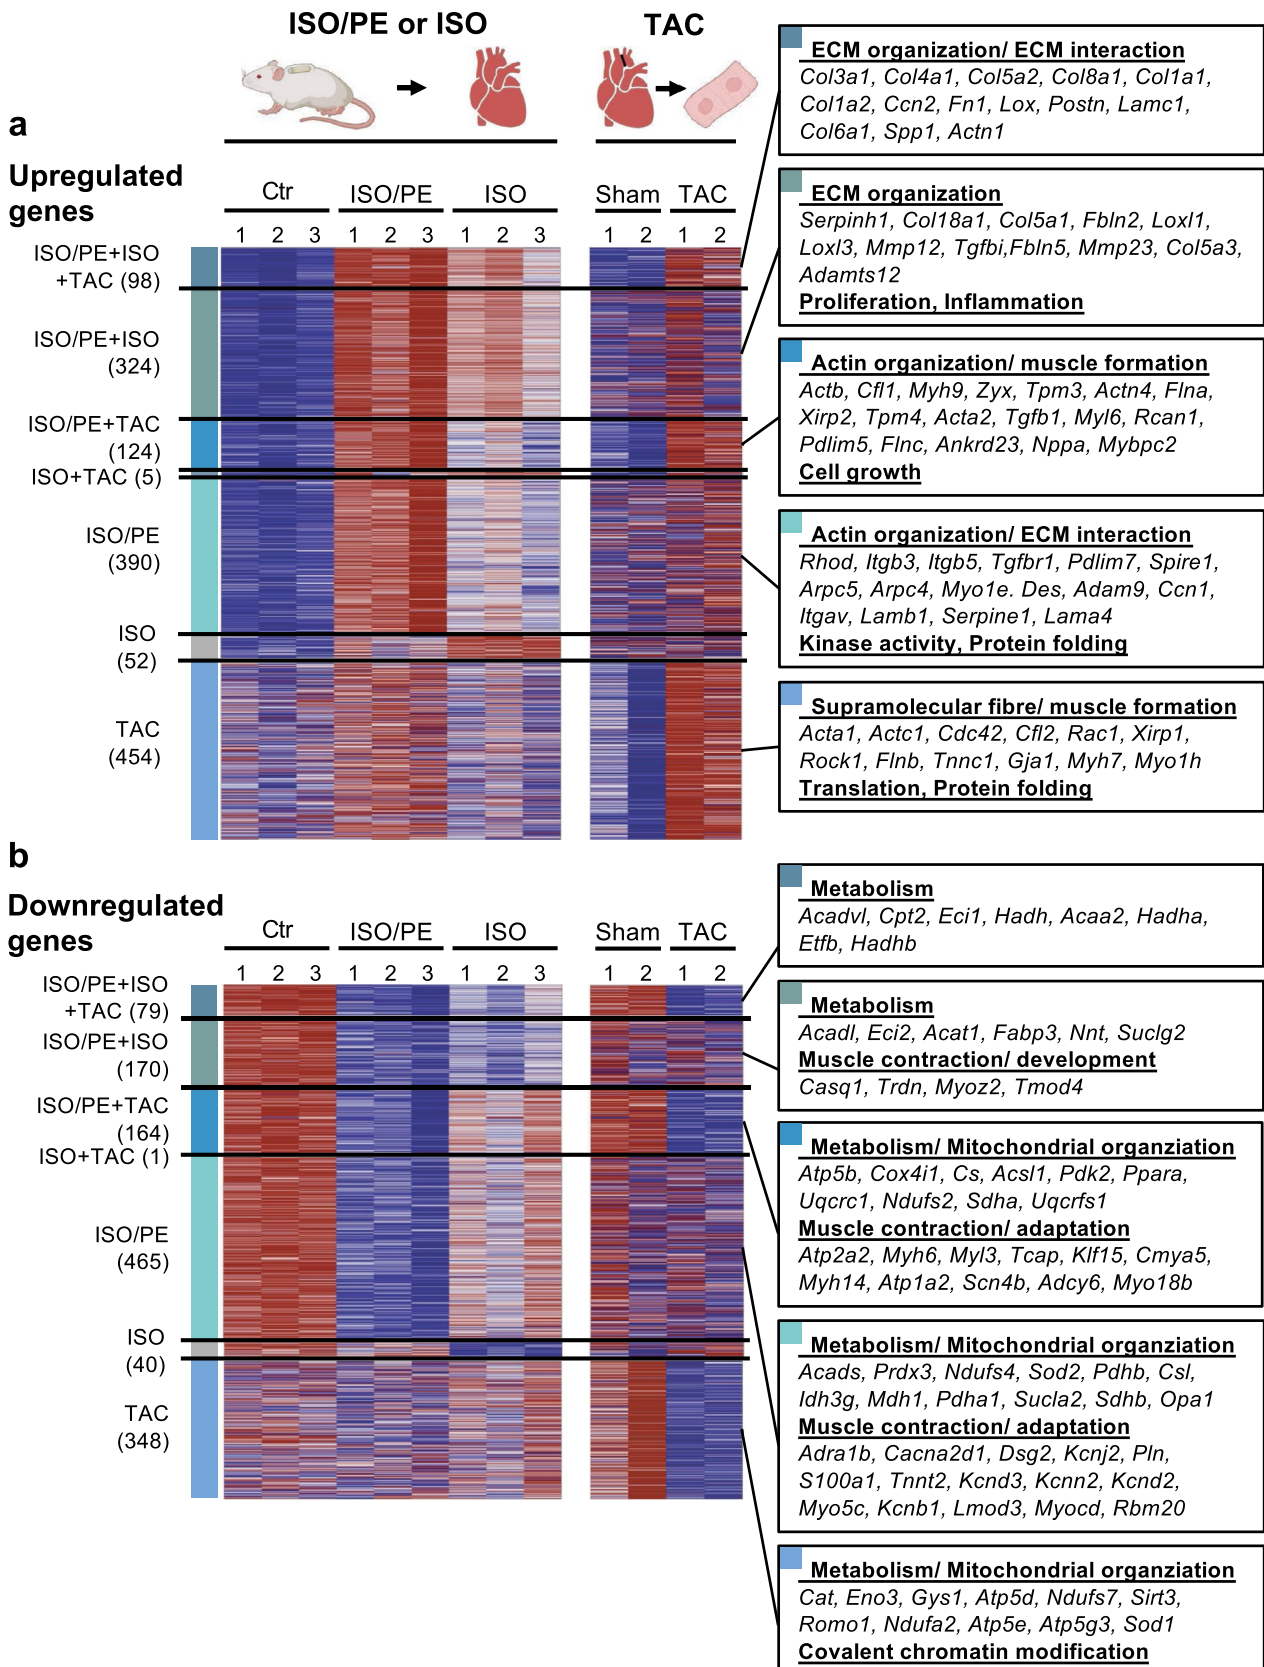 ISO/PE or ISO
TAC
a
Upregulated
genes
Ctr
ISO/PE
ISO
Sham
TAC
1 2 3 1 2 3 1 2 3 1 2 1 2
ISO/PE+ISO
+TAC (98)
ISO/PE+ISO
(324)
ISO/PE+TAC
(124)
ISO+TAC (5)
ISO/PE
(390)
ISO
(52)
TAC
(454)
ECM organization/ ECM interaction
Col3a1, Col4a1, Col5a2, Col8a1, Col1a1,
Col1a2, Ccn2, Fn1, Lox, Postn, Lamc1,
Col6a1, Spp1, Actn1
ECM organization
Serpinh1, Col18a1, Col5a1, Fbln2, Loxl1,
Loxl3, Mmp12, Tgfbi,Fbln5, Mmp23, Col5a3,
Adamts12
Proliferation, Inflammation
Actin organization/ muscle formation
Actb, Cfl1, Myh9, Zyx, Tpm3, Actn4, Flna,
Xirp2, Tpm4, Acta2, Tgfb1, Myl6, Rcan1,
Pdlim5, Flnc, Ankrd23, Nppa, Mybpc2
Cell growth
Actin organization/ ECM interaction
Rhod, Itgb3, Itgb5, Tgfbr1, Pdlim7, Spire1,
Arpc5, Arpc4, Myo1e. Des, Adam9, Ccn1,
Itgav, Lamb1, Serpine1, Lama4
Kinase activity, Protein folding
Supramolecular fibre/ muscle formation
Acta1, Actc1, Cdc42, Cfl2, Rac1, Xirp1,
Rock1, Flnb, Tnnc1, Gja1, Myh7, Myo1h
Translation, Protein folding
b
Downregulated
genes
Ctr
ISO/PE
ISO
Sham
TAC
1 2 3 1 2 3 1 2 3 1 2 1 2
ISO/PE+ISO
+TAC (79)
ISO/PE+ISO
(170)
ISO/PE+TAC
(164)
ISO+TAC (1)
ISO/PE
(465)
ISO
(40)
TAC
(348)
Metabolism
Acadvl, Cpt2, Eci1, Hadh, Acaa2, Hadha,
Etfb, Hadhb
Metabolism
Acadl, Eci2, Acat1, Fabp3, Nnt, Suclg2
Muscle contraction/ development
Casq1, Trdn, Myoz2, Tmod4
Metabolism/ Mitochondrial organziation
Atp5b, Cox4i1, Cs, Acsl1, Pdk2, Ppara,
Uqcrc1, Ndufs2, Sdha, Uqcrfs1
Muscle contraction/ adaptation
Atp2a2, Myh6, Myl3, Tcap, Klf15, Cmya5,
Myh14, Atp1a2, Scn4b, Adcy6, Myo18b
Metabolism/ Mitochondrial organziation
Acads, Prdx3, Ndufs4, Sod2, Pdhb, Csl,
Idh3g, Mdh1, Pdha1, Sucla2, Sdhb, Opa1
Muscle contraction/ adaptation
Adra1b, Cacna2d1, Dsg2, Kcnj2, Pln,
S100a1, Tnnt2, Kcnd3, Kcnn2, Kcnd2,
Myo5c, Kcnb1, Lmod3, Myocd, Rbm20
Metabolism/ Mitochondrial organziation
Cat, Eno3, Gys1, Atp5d, Ndufs7, Sirt3,
Romo1, Ndufa2, Atp5e, Atp5g3, Sod1
Covalent chromatin modification